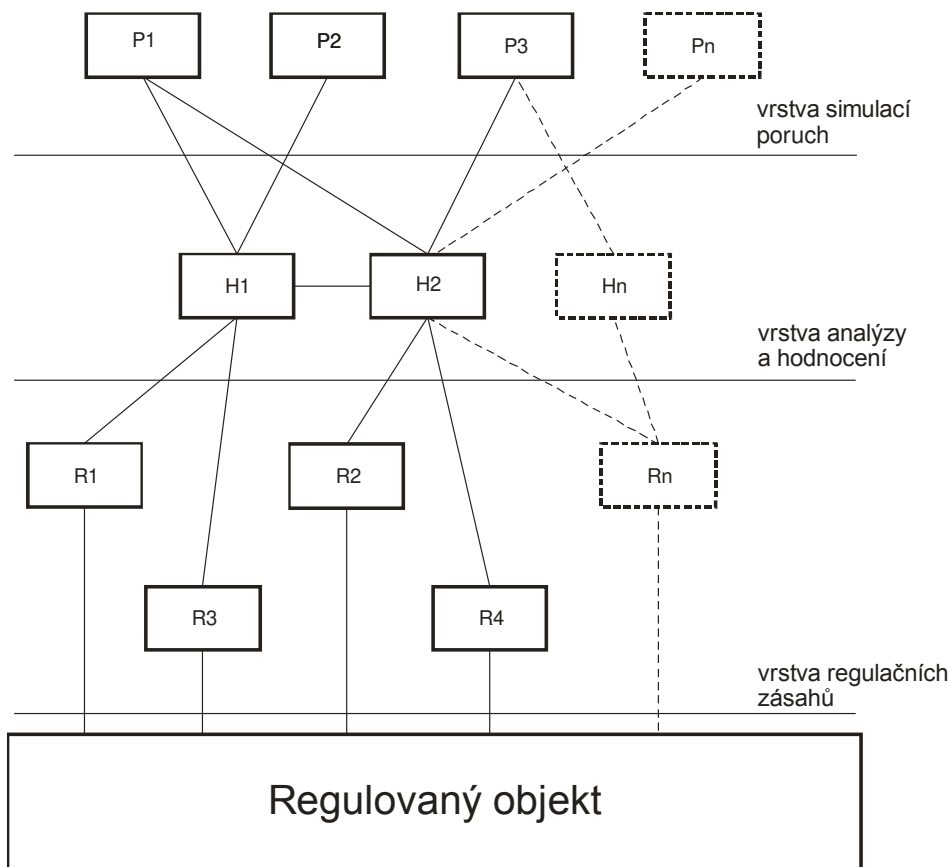 P1
P2
P3
Pn
vrstva simulací
poruch
H1
H2
Hn
vrstva analýzy
a hodnocení
R1
R2
Rn
R3
R4
vrstva regulačních
zásahů
Regulovaný objekt